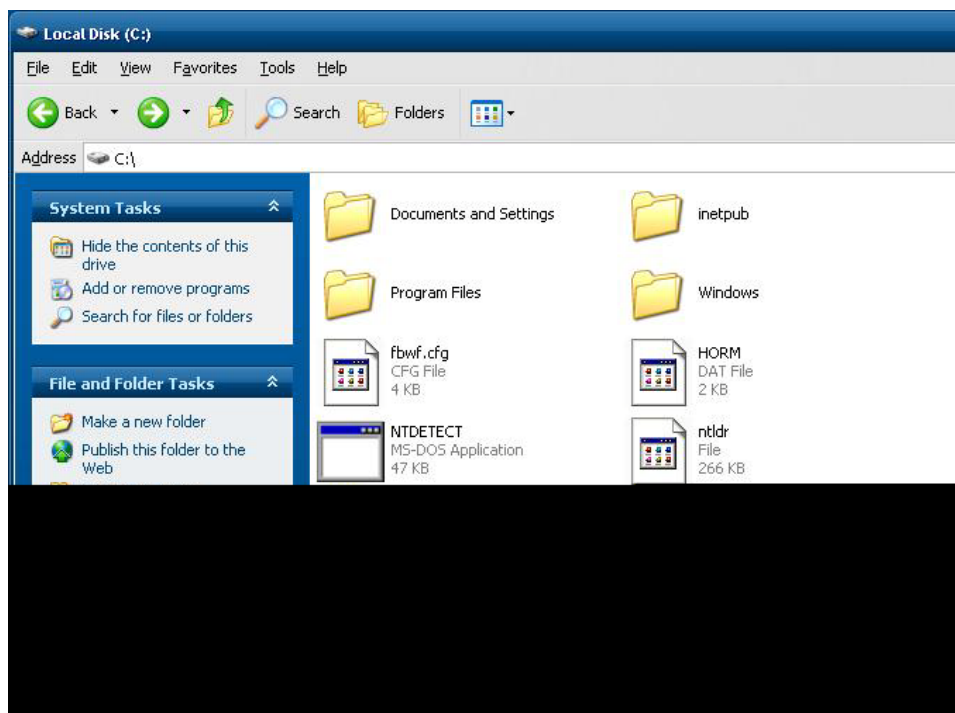 Local Disk (C:)
File Edit View Favorites Tools Help
Back Search Folders
Address C:\
System Tasks
Hide the contents of this
drive
Add or remove programs
Search for files or folders
File and Folder Tasks
Make a new folder
Publish this folder to the
Web
Documents and Settings
inetpub
Program Files
Windows
fbwf.cfg
CFG File
4 KB
HORM
DAT File
2 KB
NTDETECT
MS-DOS Application
47 KB
ntldr
File
266 KB